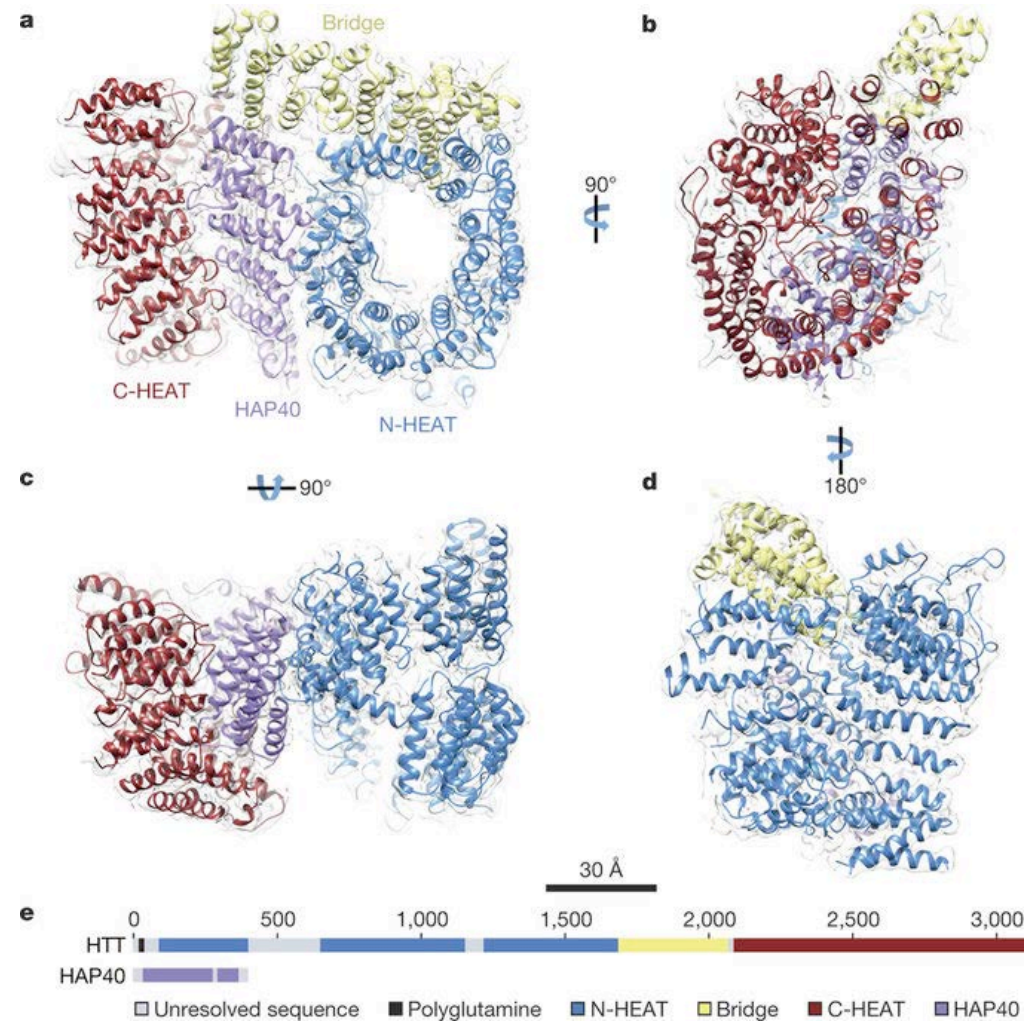 a
Bridge
b
90°
C-HEAT
HAP40
N-HEAT
c
90°
d
180°
30 Å
e
0 500 1,000 1,500 2,000 2,500 3,000
HTT
HAP40
Unresolved sequence Polyglutamine N-HEAT Bridge C-HEAT HAP40